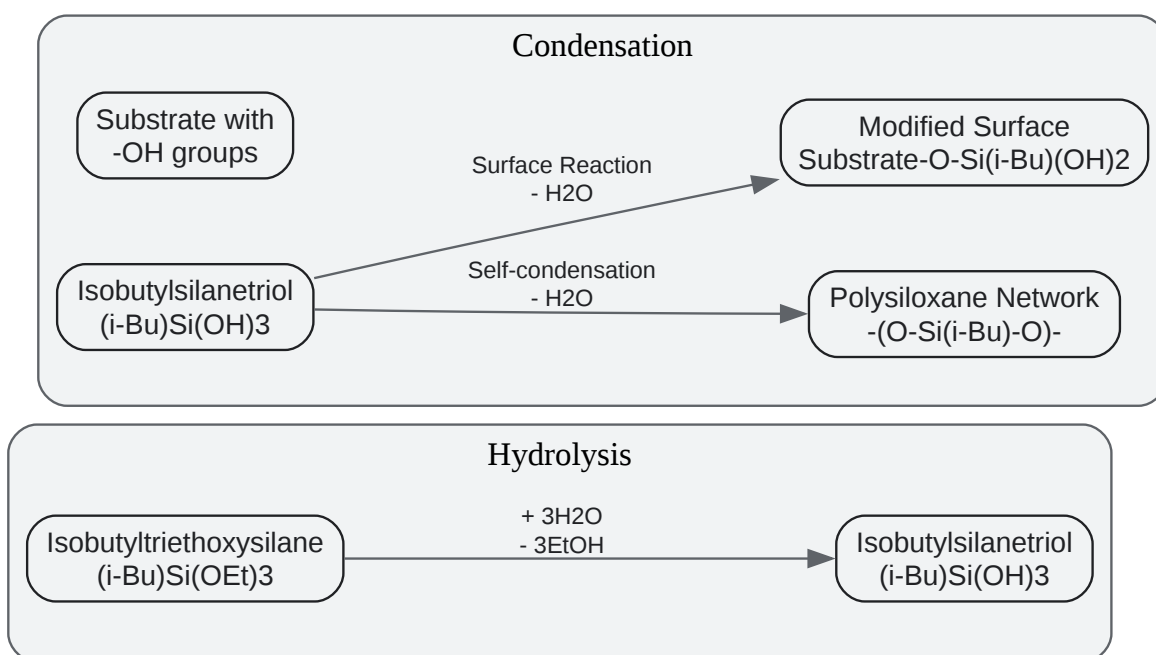 Condensation
Substrate with
-OH groups
Modified Surface
Substrate-O-Si(i-Bu)(OH)2
Surface Reaction
- H2O
Isobutylsilanetriol
(i-Bu)Si(OH)3
Self-condensation
- H2O
Polysiloxane Network
-(O-Si(i-Bu)-O)-
Hydrolysis
Isobutyltriethoxysilane
(i-Bu)Si(OEt)3
+ 3H2O
- 3EtOH
Isobutylsilanetriol
(i-Bu)Si(OH)3